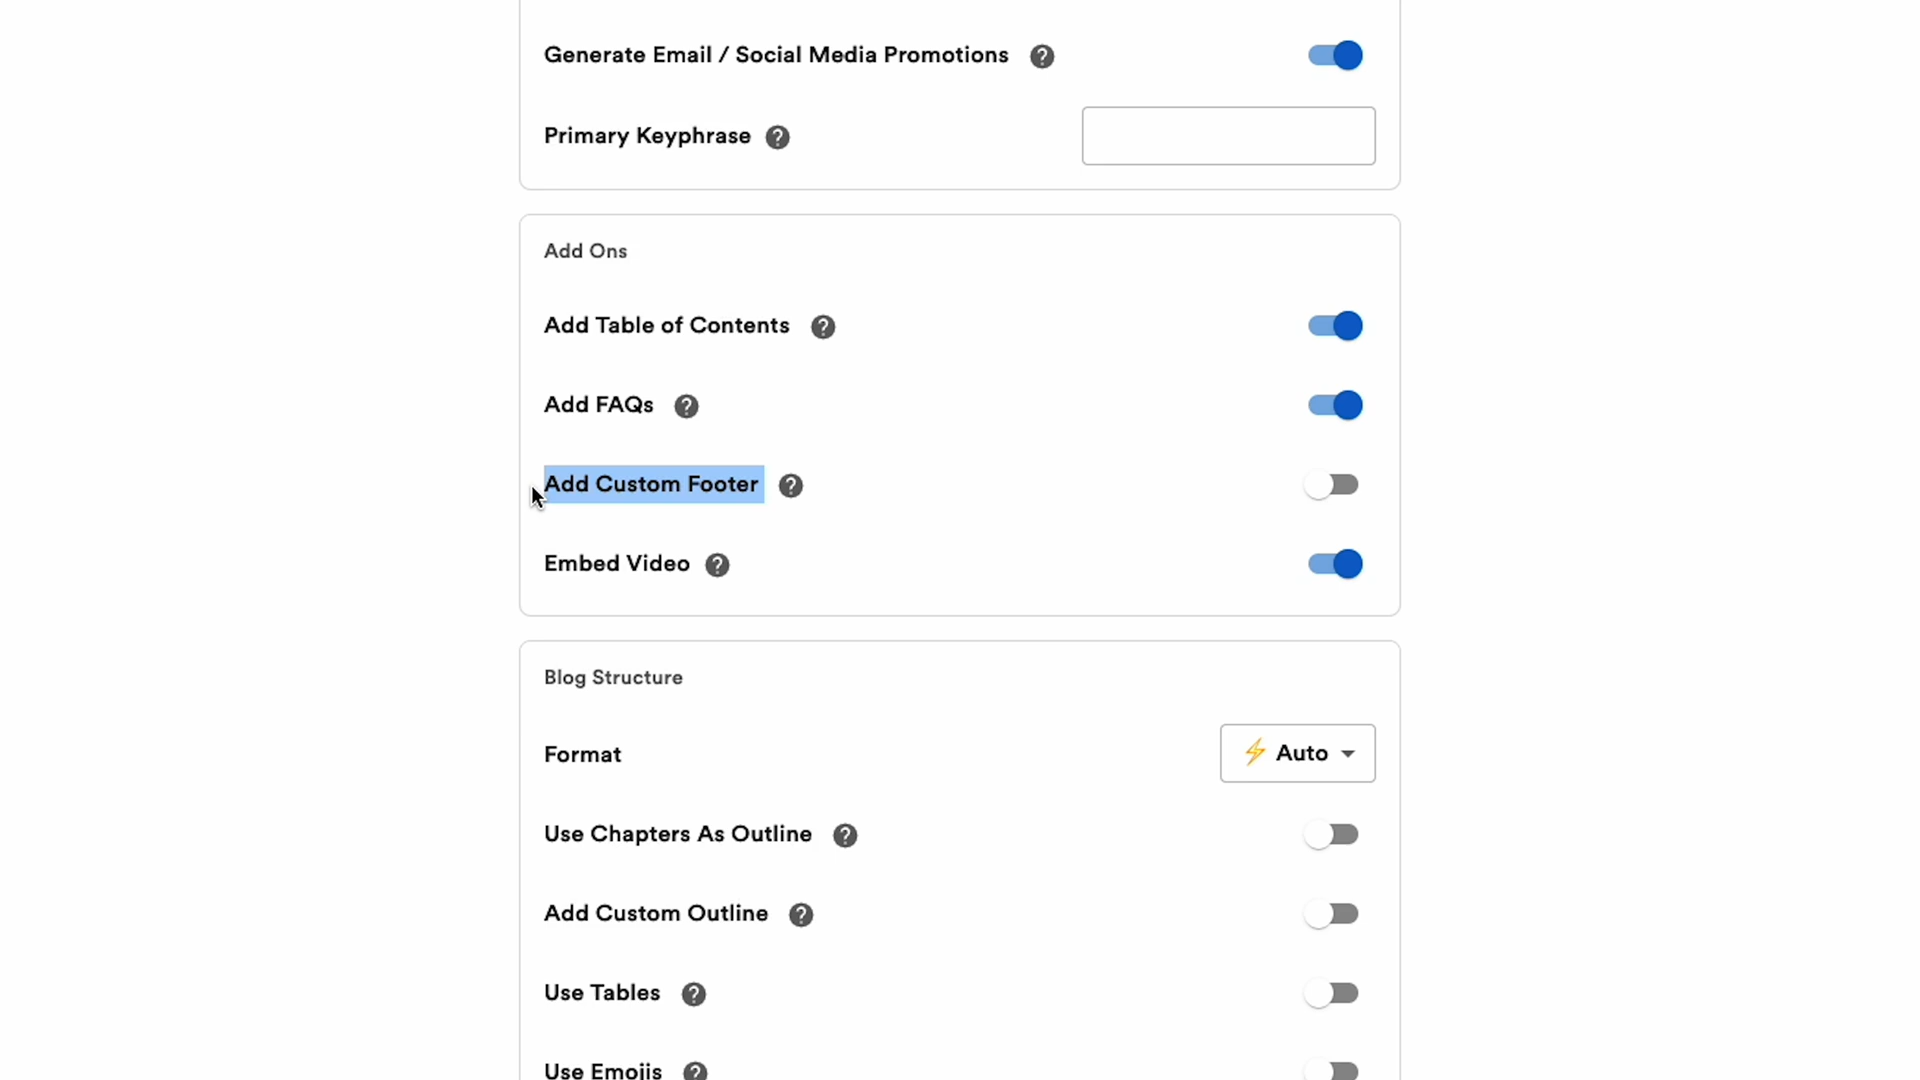 Generate Email / Social Media Promotions ?
Primary Keyphrase ?
Add Ons
Add Table of Contents ?
Add FAQs ?
Add Custom Footer ?
Embed Video ?
Blog Structure
Format
⚡ Auto
Use Chapters As Outline ?
Add Custom Outline ?
Use Tables ?
Use Emojis ?